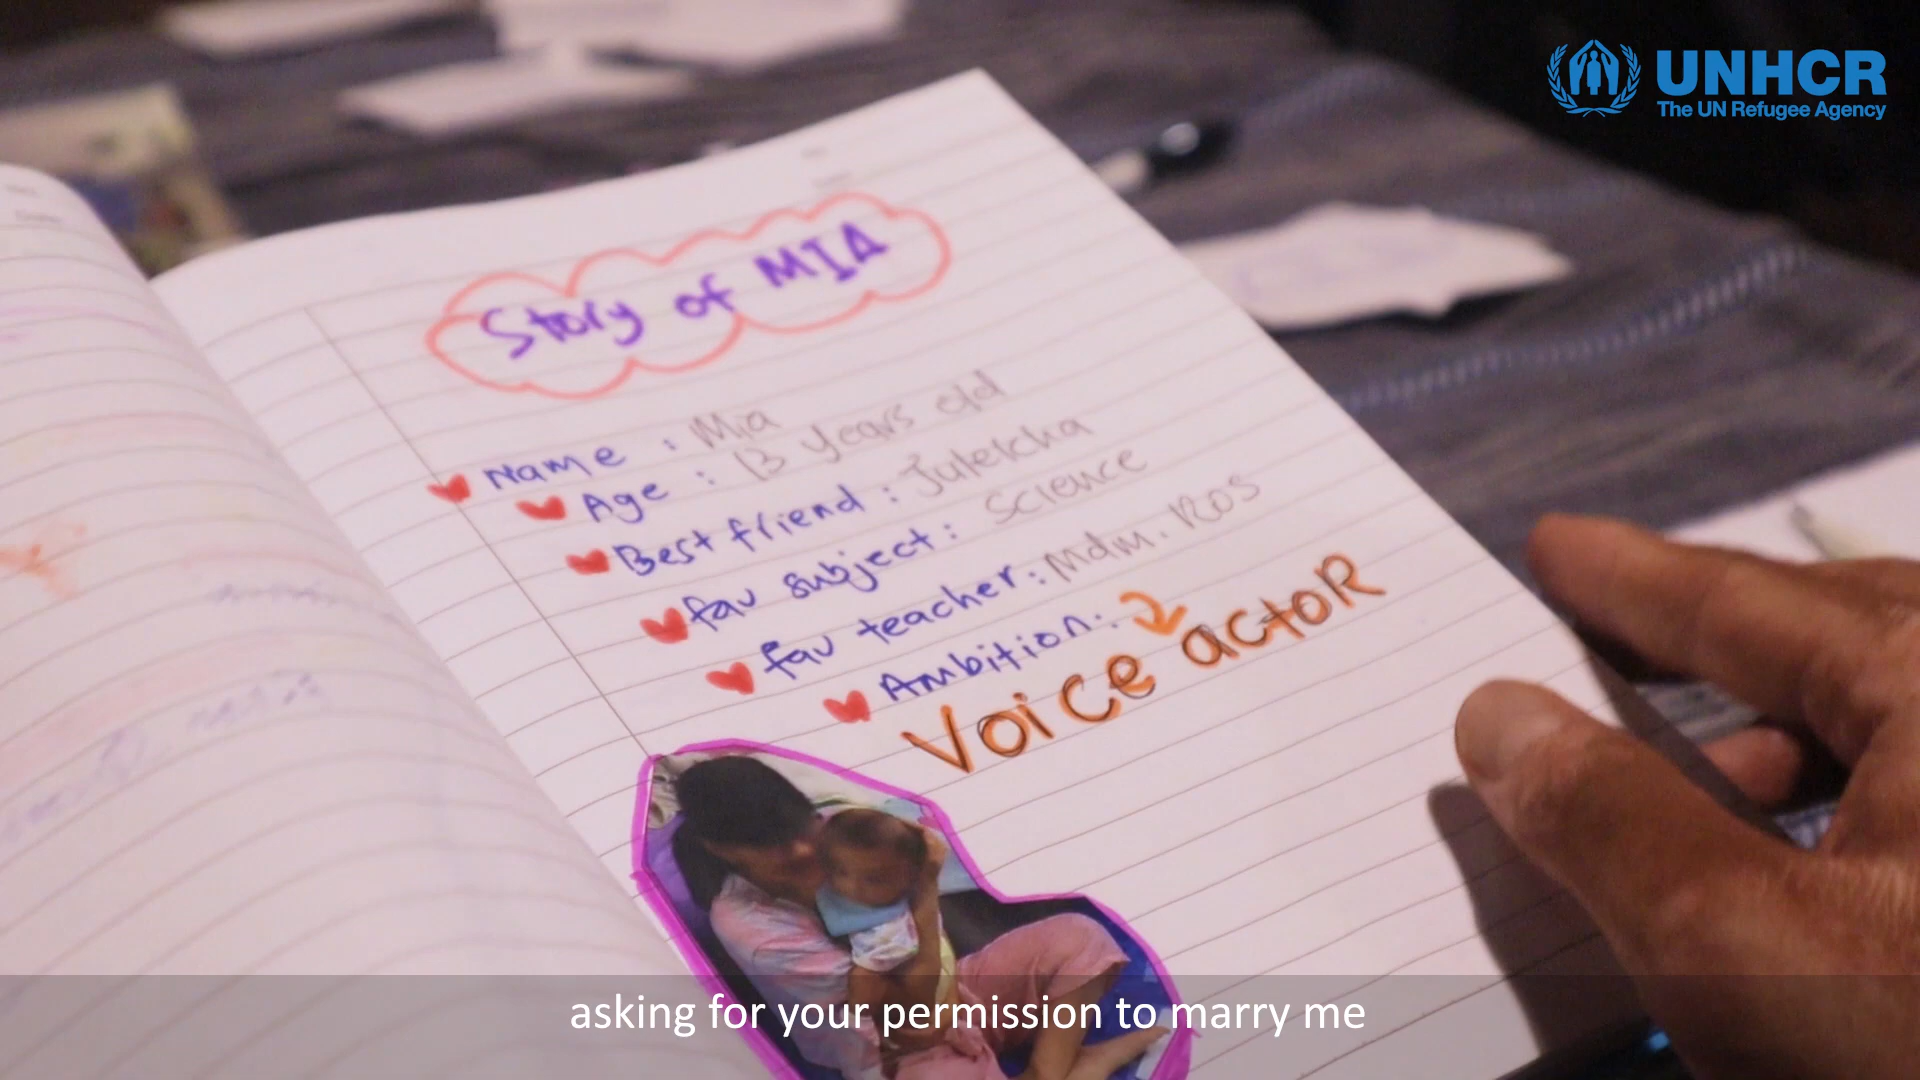 UNHCR
The UN Refugee Agency
Story of MIA
Name : Mia
Age : 13 years old
Best friend : Juleikha
fav subject : Science
fav teacher : Mdm. Ros
Ambition :
Voice actoR
asking for your permission to marry me